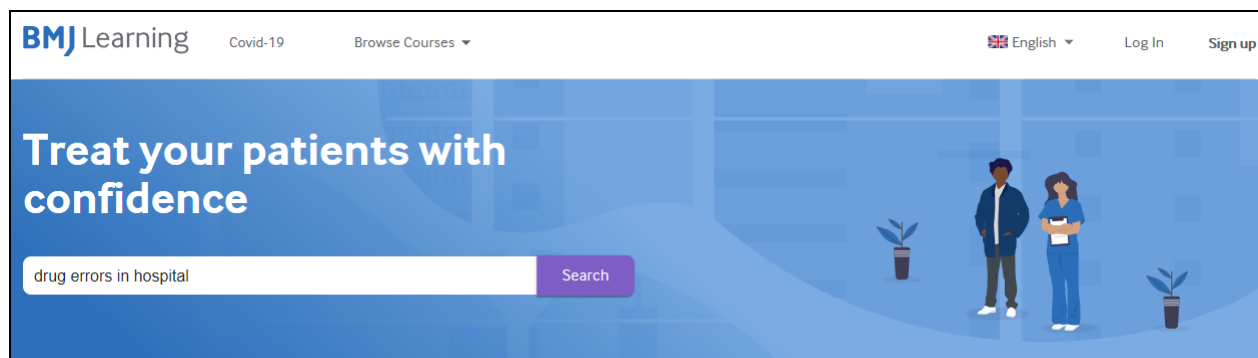 BMJ Learning Covid-19 Browse Courses English Log In Sign up
Treat your patients with
confidence
drug errors in hospital Search